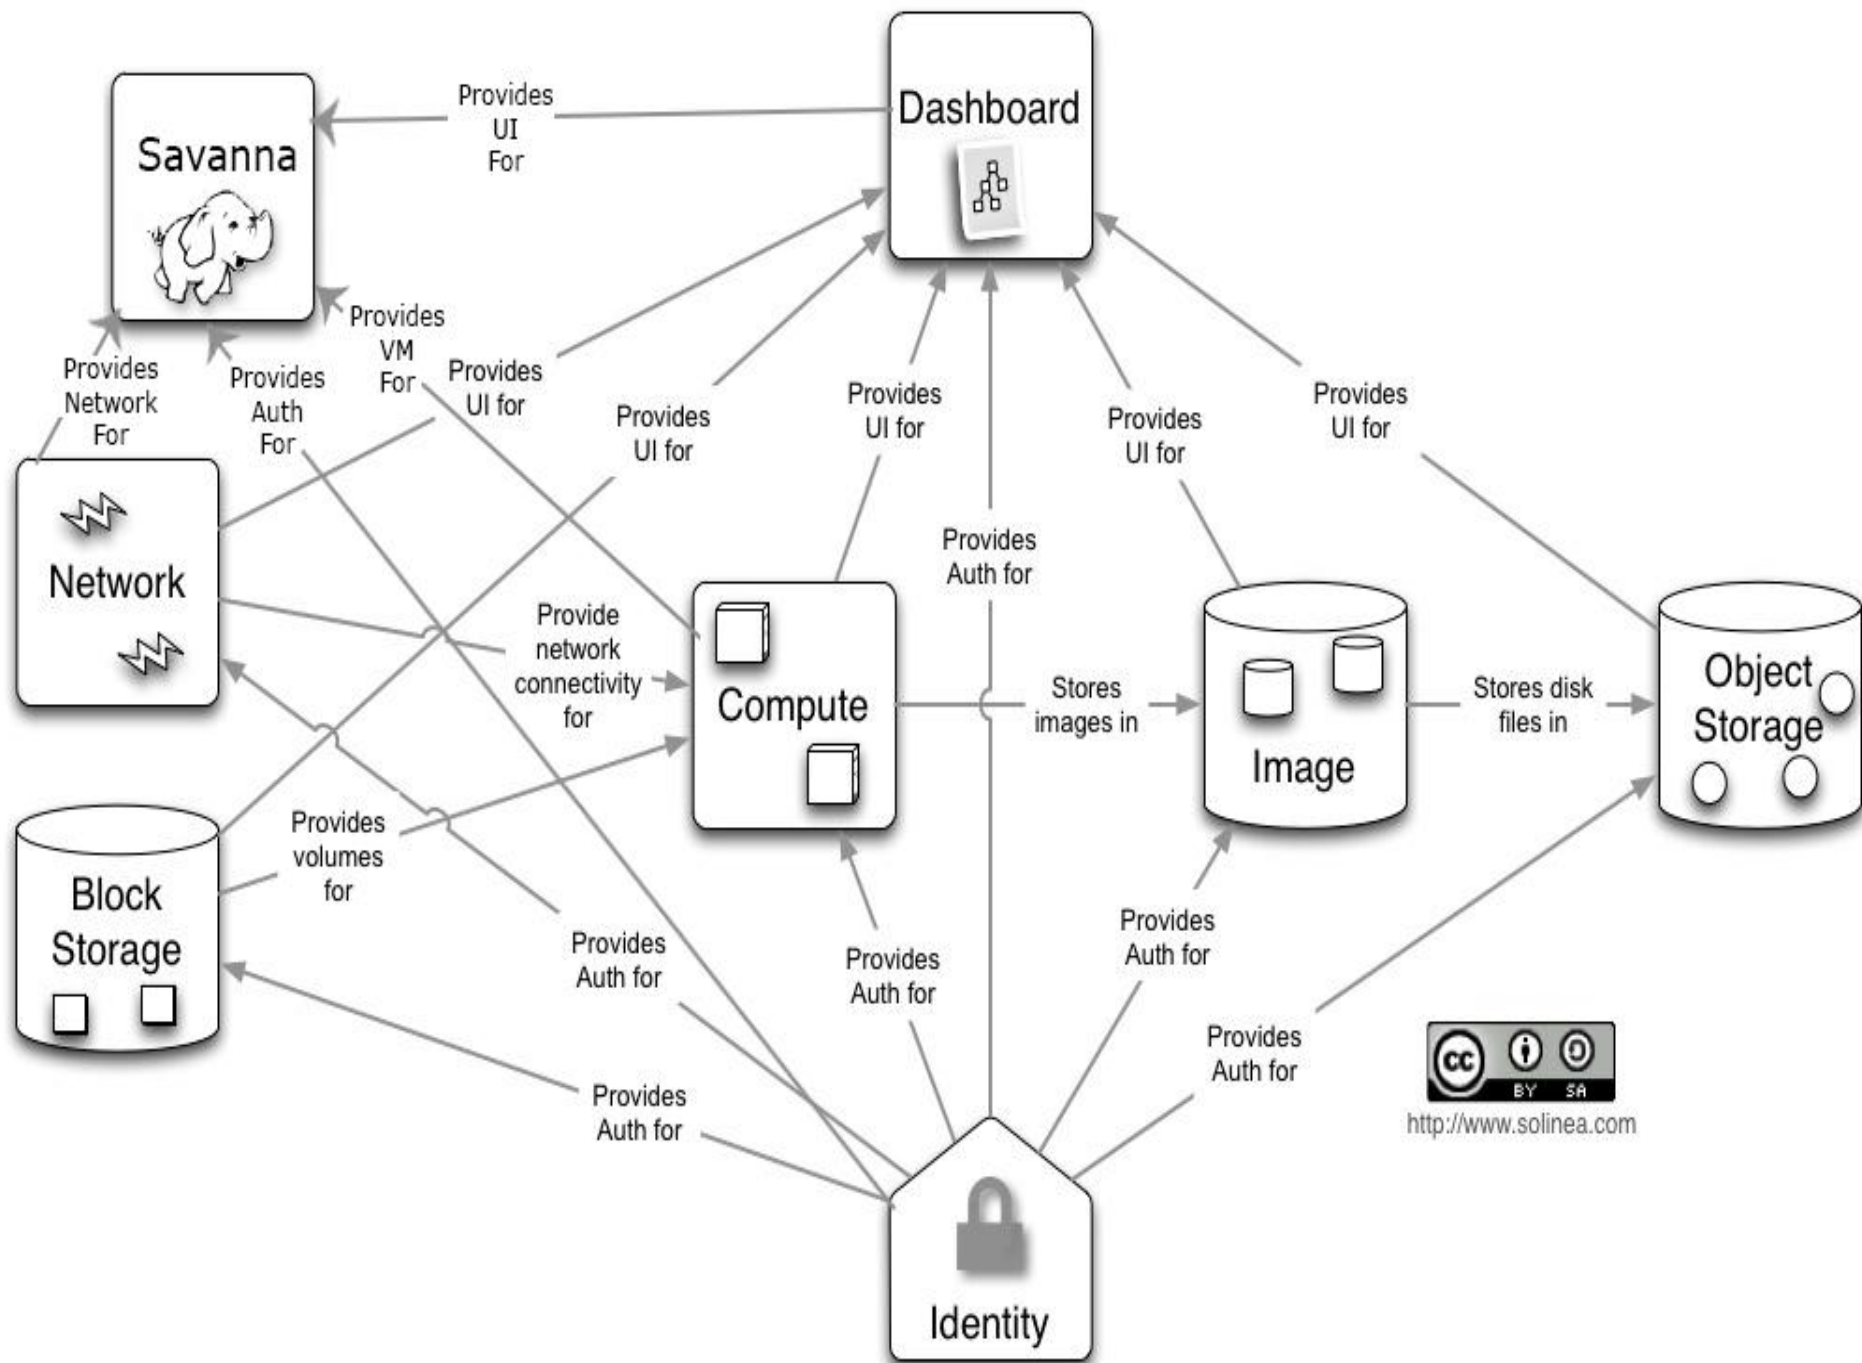 Dashboard
Savanna
Provides
UI
For
Provides
VM
For
Provides
Network
For
Provides
Auth
For
Provides
UI for
Provides
UI for
Provides
UI for
Provides
UI for
Provides
UI for
Network
Provides
Auth for
Provide
network
connectivity
for
Compute
Stores
images in
Image
Stores disk
files in
Object
Storage
Block
Storage
Provides
volumes
for
Provides
Auth for
Provides
Auth for
Provides
Auth for
Provides
Auth for
Provides
Auth for
cc
BY SA
http://www.solinea.com
Identity